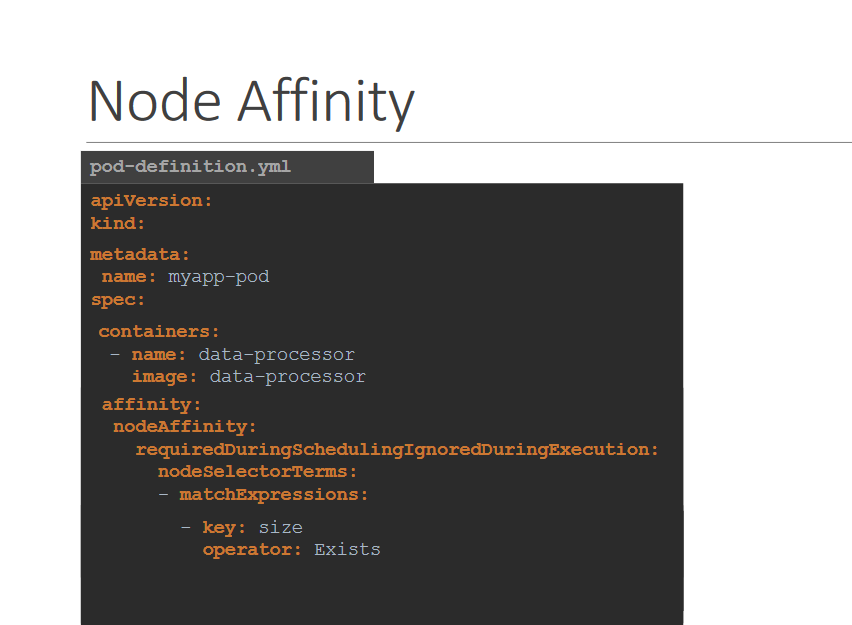 Node Affinity
pod-definition.yml
apiVersion:
kind:
metadata:
name: myapp-pod
spec:
containers:
- name: data-processor
image: data-processor
affinity:
nodeAffinity:
requiredDuringSchedulingIgnoredDuringExecution:
nodeSelectorTerms:
- matchExpressions:
- key: size
operator: Exists